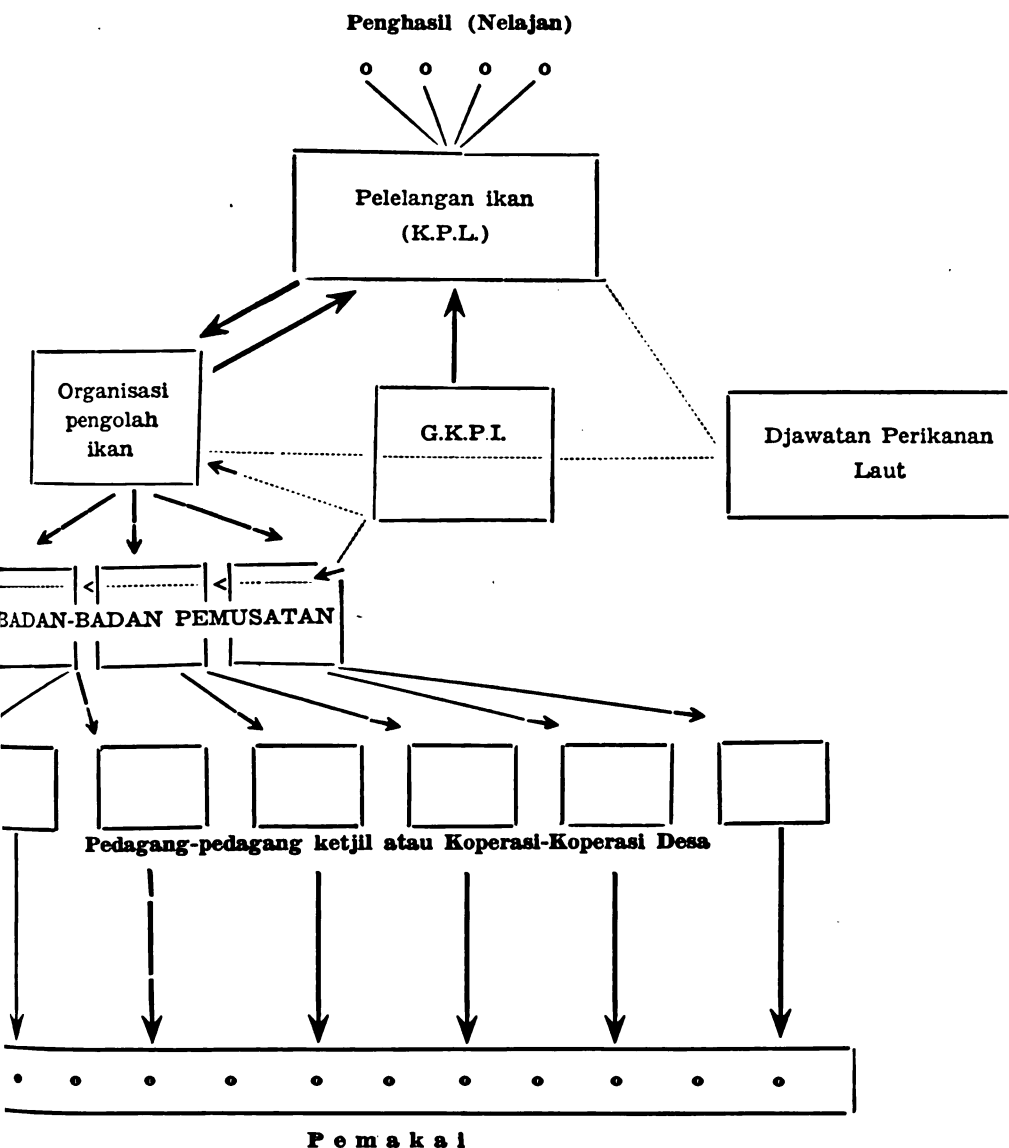 Penghasil (Nelajan)
Pelelangan ikan
(K.P.L.)
Organisasi
pengolah
ikan
G.K.P.I.
Djawatan Perikanan
Laut
BADAN-BADAN PEMUSATAN
Pedagang-pedagang ketjil atau Koperasi-Koperasi Desa
Pemakai